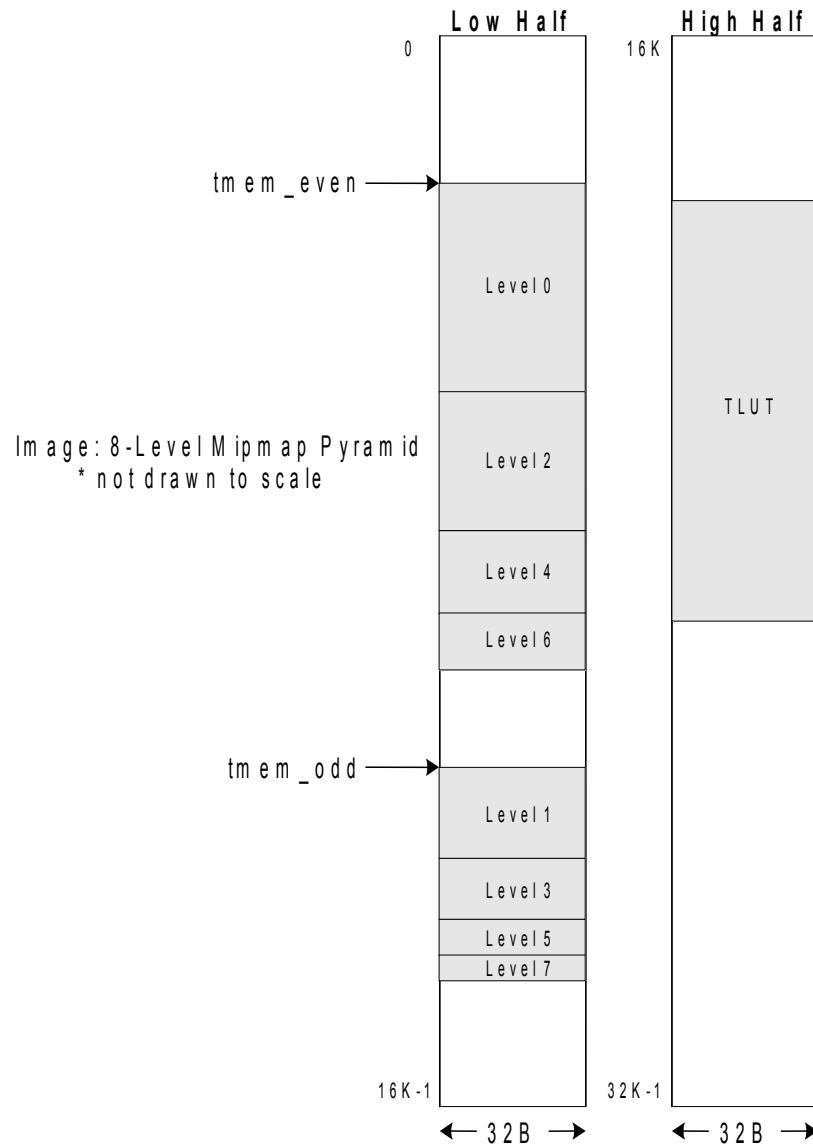 Low Half
High Half
0
16K
tmem_even
Level 0
TLUT
Image: 8-Level Mipmap Pyramid
* not drawn to scale
Level 2
Level 4
Level 6
tmem_odd
Level 1
Level 3
Level 5
Level 7
16K-1
32K-1
32B
32B